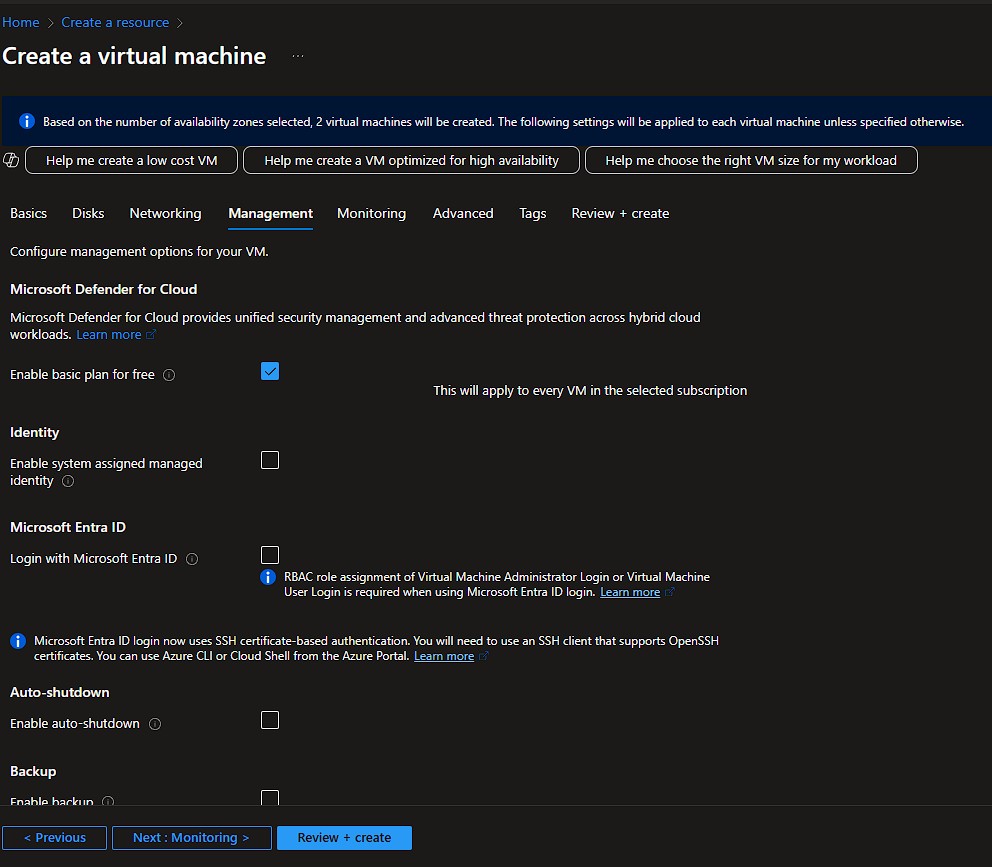 Home > Create a resource >
Create a virtual machine ...
Based on the number of availability zones selected, 2 virtual machines will be created. The following settings will be applied to each virtual machine unless specified otherwise.
Help me create a low cost VM Help me create a VM optimized for high availability Help me choose the right VM size for my workload
Basics Disks Networking Management Monitoring Advanced Tags Review + create
Configure management options for your VM.
Microsoft Defender for Cloud
Microsoft Defender for Cloud provides unified security management and advanced threat protection across hybrid cloud
workloads. Learn more
Enable basic plan for free
This will apply to every VM in the selected subscription
Identity
Enable system assigned managed
identity
Microsoft Entra ID
Login with Microsoft Entra ID
RBAC role assignment of Virtual Machine Administrator Login or Virtual Machine
User Login is required when using Microsoft Entra ID login. Learn more
Microsoft Entra ID login now uses SSH certificate-based authentication. You will need to use an SSH client that supports OpenSSH
certificates. You can use Azure CLI or Cloud Shell from the Azure Portal. Learn more
Auto-shutdown
Enable auto-shutdown
Backup
Enable backup
< Previous Next : Monitoring > Review + create